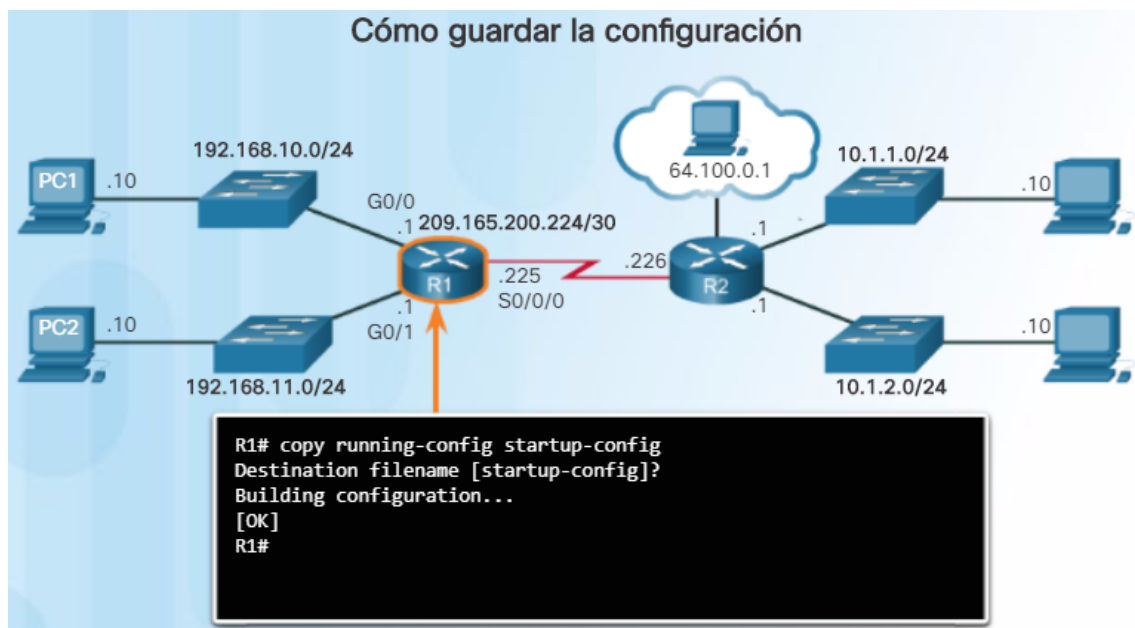 Cómo guardar la configuración
192.168.10.0/24
64.100.0.1
10.1.1.0/24
PC1
.10
G0/0
.1
209.165.200.224/30
.10
.1
R1
.225
S0/0/0
.226
R2
PC2
.10
.1
G0/1
.1
.10
192.168.11.0/24
10.1.2.0/24
R1# copy running-config startup-config
Destination filename [startup-config]?
Building configuration...
[OK]
R1#